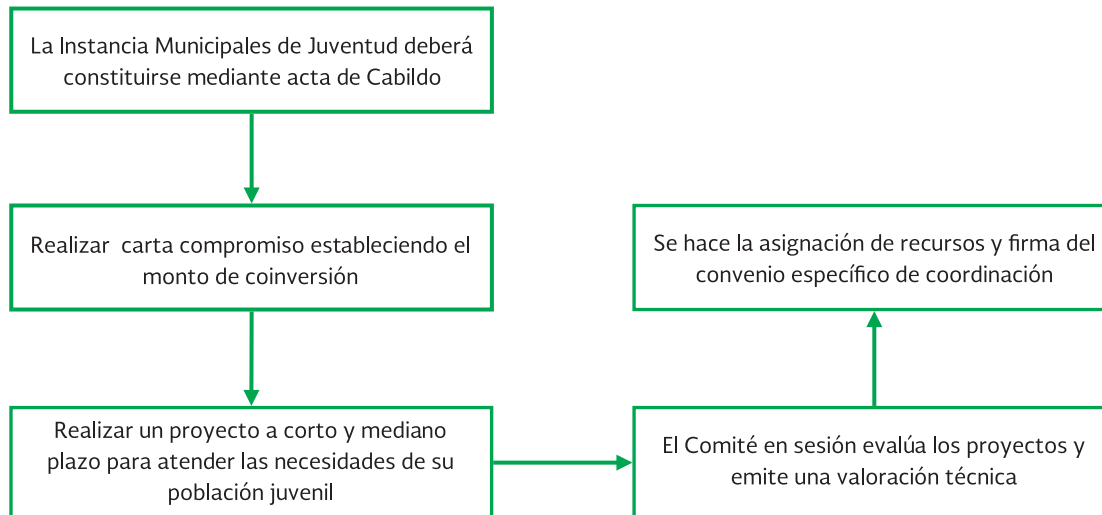 La Instancia Municipales de Juventud deberá
constituirse mediante acta de Cabildo
Realizar carta compromiso estableciendo el
monto de coinversión
Realizar un proyecto a corto y mediano
plazo para atender las necesidades de su
población juvenil
El Comité en sesión evalúa los proyectos y
emite una valoración técnica
Se hace la asignación de recursos y firma del
convenio específico de coordinación